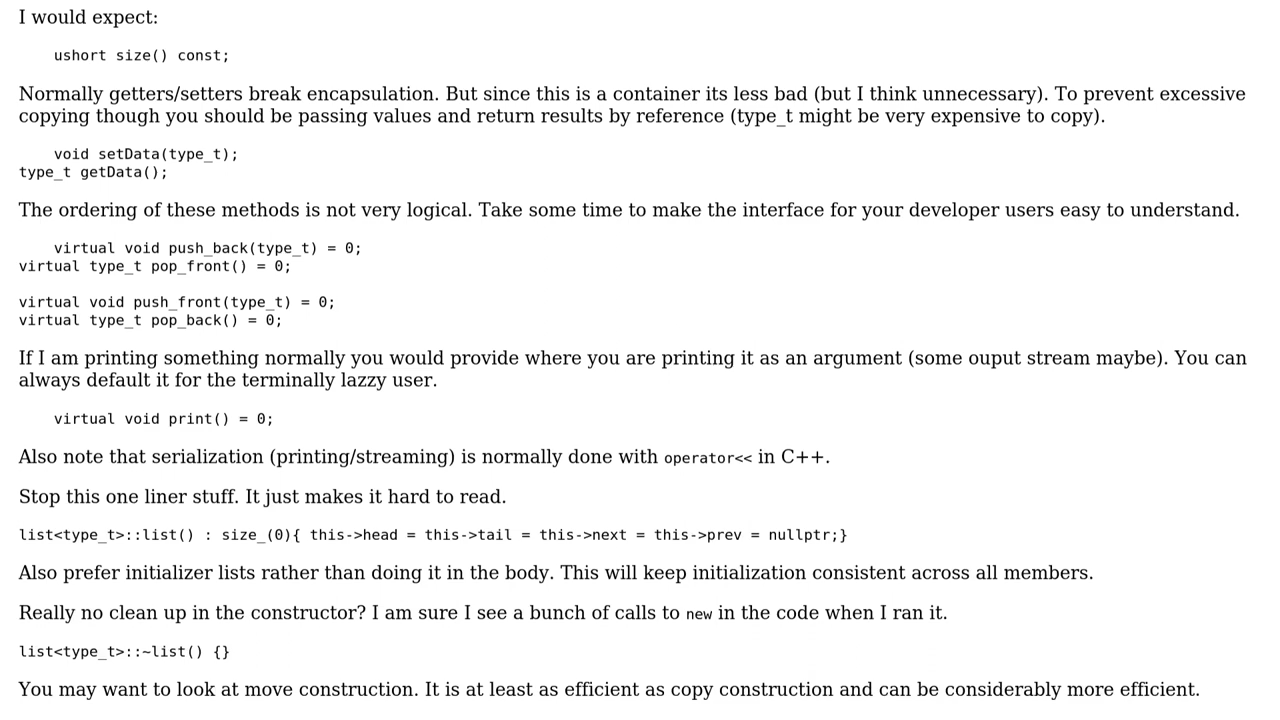 I would expect:
ushort size() const;
Normally getters/setters break encapsulation. But since this is a container its less bad (but I think unnecessary). To prevent excessive
copying though you should be passing values and return results by reference (type_t might be very expensive to copy).
void setData(type_t);
type_t getData();
The ordering of these methods is not very logical. Take some time to make the interface for your developer users easy to understand.
virtual void push_back(type_t) = 0;
virtual type_t pop_front() = 0;
virtual void push_front(type_t) = 0;
virtual type_t pop_back() = 0;
If I am printing something normally you would provide where you are printing it as an argument (some ouput stream maybe). You can
always default it for the terminally lazzy user.
virtual void print() = 0;
Also note that serialization (printing/streaming) is normally done with operator<< in C++.
Stop this one liner stuff. It just makes it hard to read.
list<type_t>::list() : size_(0){ this->head = this->tail = this->next = this->prev = nullptr;}
Also prefer initializer lists rather than doing it in the body. This will keep initialization consistent across all members.
Really no clean up in the constructor? I am sure I see a bunch of calls to new in the code when I ran it.
list<type_t>::~list() {}
You may want to look at move construction. It is at least as efficient as copy construction and can be considerably more efficient.